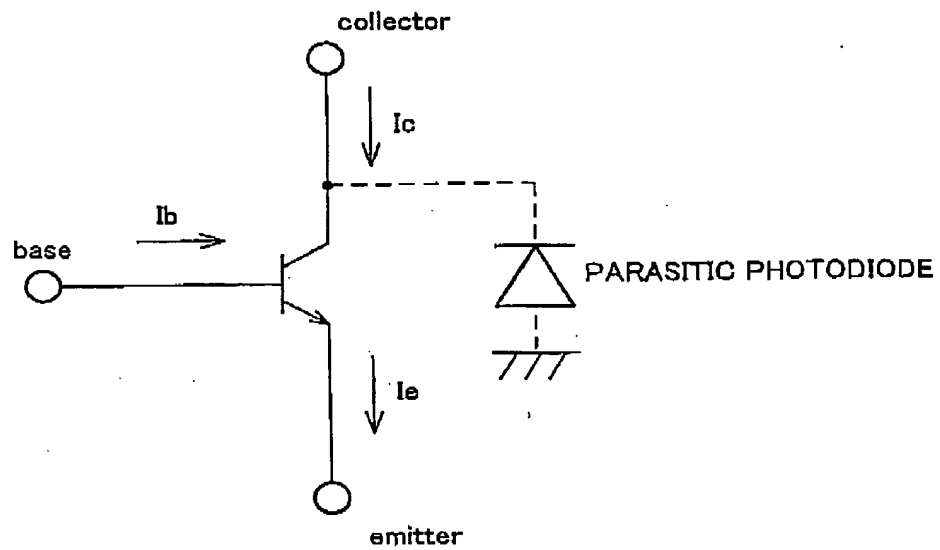 collector
Ic
Ib
base
PARASITIC PHOTODIODE
Ie
emitter